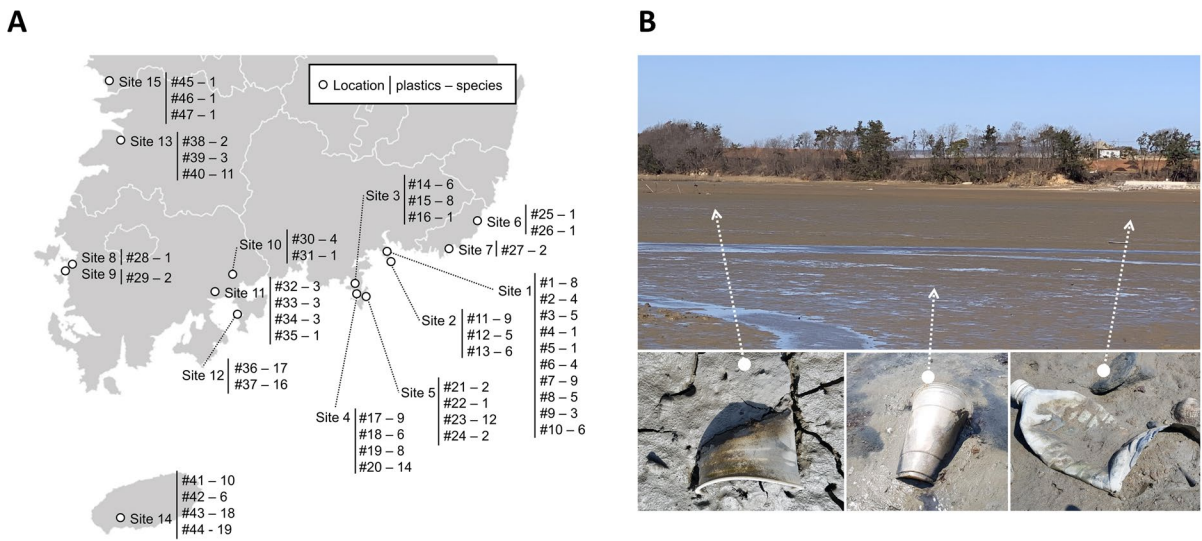 A
B
Location | plastics – species
Site 15
#45 – 1
#46 – 1
#47 – 1
Site 13
#38 – 2
#39 – 3
#40 – 11
Site 3
#14 – 6
#15 – 8
#16 – 1
Site 6
#25 – 1
#26 – 1
Site 7
#27 – 2
Site 10
#30 – 4
#31 – 1
Site 8
#28 – 1
Site 9
#29 – 2
Site 11
#32 – 3
#33 – 3
#34 – 3
#35 – 1
Site 1
#1 – 8
#2 – 4
#3 – 5
#4 – 1
#5 – 1
#6 – 4
#7 – 9
#8 – 5
#9 – 3
#10 – 6
Site 2
#11 – 9
#12 – 5
#13 – 6
Site 12
#36 – 17
#37 – 16
Site 5
#21 – 2
#22 – 1
#23 – 12
#24 – 2
Site 4
#17 – 9
#18 – 6
#19 – 8
#20 – 14
Site 14
#41 – 10
#42 – 6
#43 – 18
#44 - 19